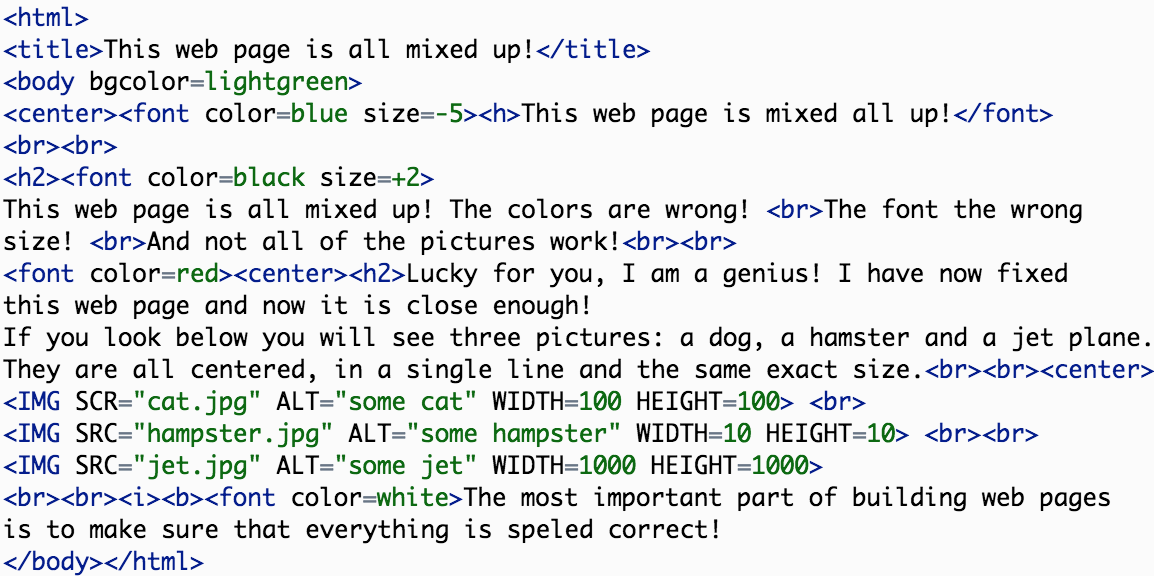 <html>
<title>This web page is all mixed up!</title>
<body bgcolor=lightgreen>
<center><font color=blue size=-5><h>This web page is mixed all up!</font>
<br><br>
<h2><font color=black size=+2>
This web page is all mixed up! The colors are wrong! <br>The font the wrong
size! <br>And not all of the pictures work!<br><br>
<font color=red><center><h2>Lucky for you, I am a genius! I have now fixed
this web page and now it is close enough!
If you look below you will see three pictures: a dog, a hamster and a jet plane.
They are all centered, in a single line and the same exact size.<br><br><center>
<IMG SCR="cat.jpg" ALT="some cat" WIDTH=100 HEIGHT=100> <br>
<IMG SRC="hampster.jpg" ALT="some hampster" WIDTH=10 HEIGHT=10> <br><br>
<IMG SRC="jet.jpg" ALT="some jet" WIDTH=1000 HEIGHT=1000>
<br><br><i><b><font color=white>The most important part of building web pages
is to make sure that everything is speled correct!
</body></html>